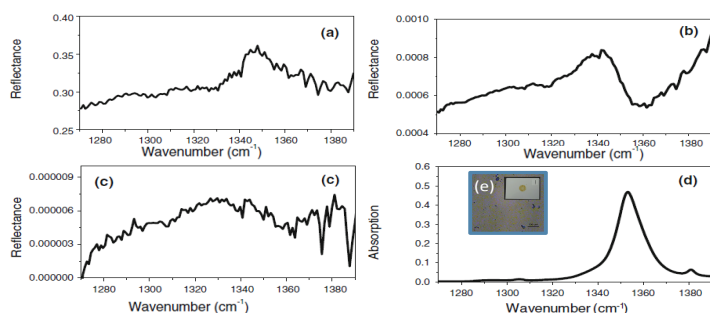 0.40
(a)
0.35
0.30
0.25
Reflectance
1280 1300 1320 1340 1360 1380
Wavenumber (cm⁻¹)
0.0010
(b)
0.0008
0.0006
0.0004
Reflectance
1280 1300 1320 1340 1360 1380
Wavenumber (cm⁻¹)
0.000009
(c) (c)
0.000006
0.000003
0.000000
Reflectance
1280 1300 1320 1340 1360 1380
Wavenumber (cm⁻¹)
0.6
(e) (d)
0.5
0.4
0.3
0.2
0.1
0.0
Absorption
1280 1300 1320 1340 1360 1380
Wavenumber (cm⁻¹)